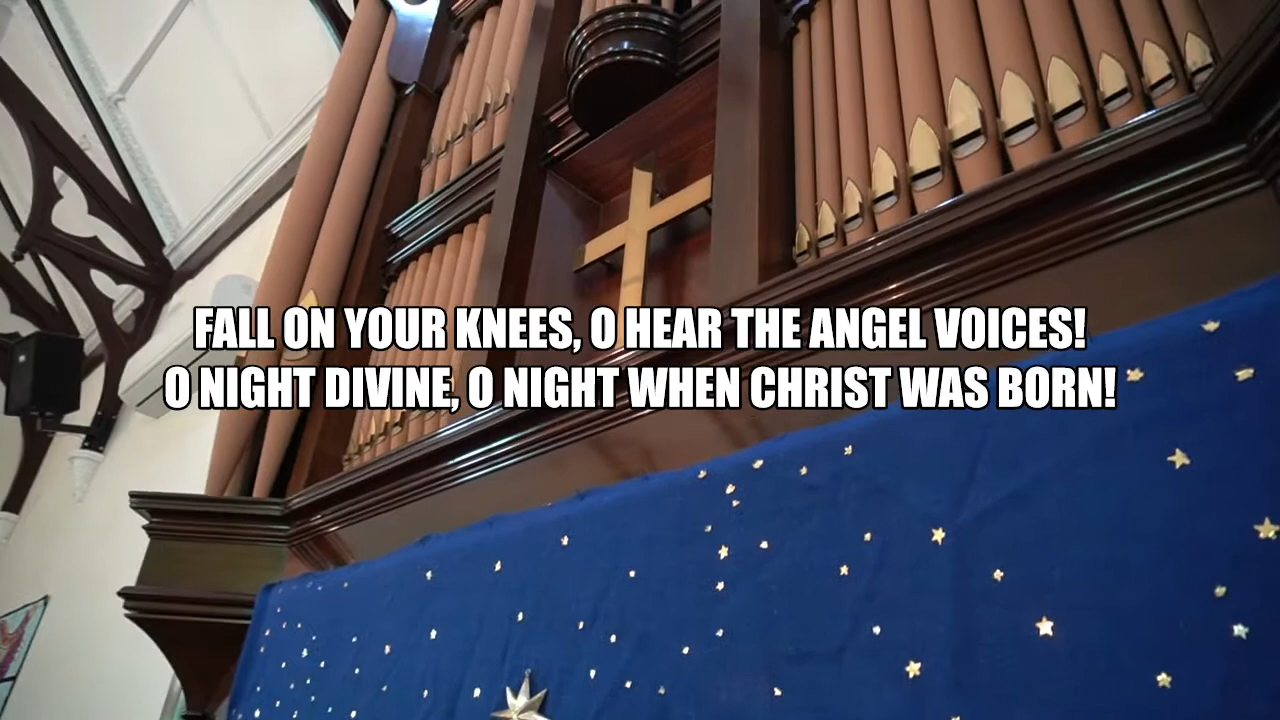 FALL ON YOUR KNEES, O HEAR THE ANGEL VOICES!
O NIGHT DIVINE, O NIGHT WHEN CHRIST WAS BORN!